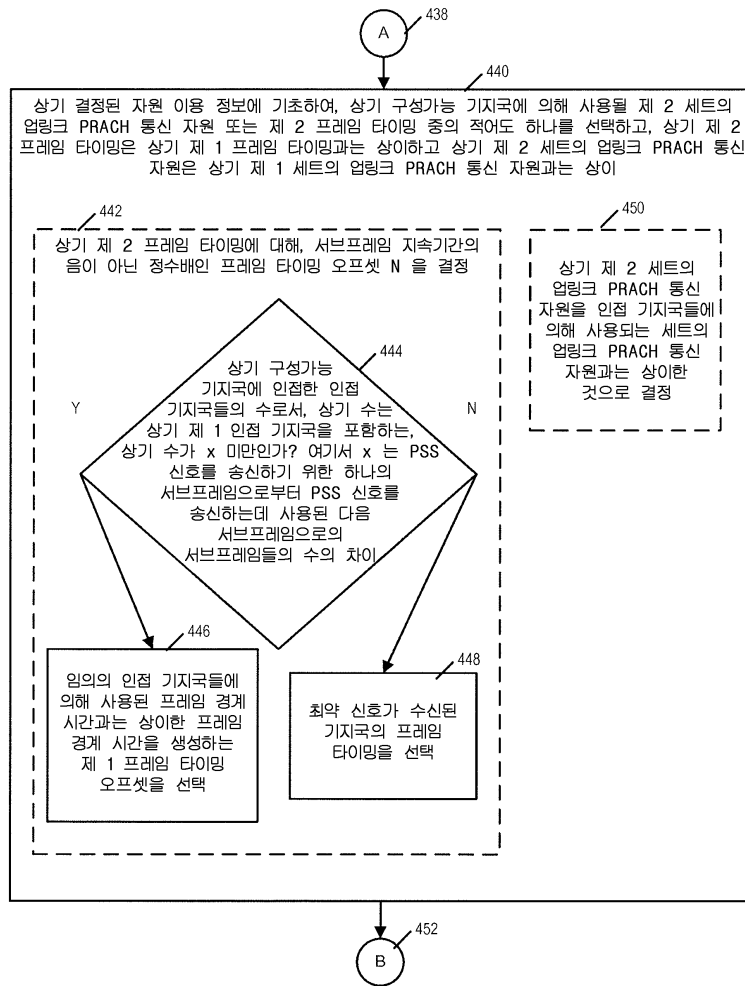 A
438
440
상기 결정된 자원 이용 정보에 기초하여, 상기 구성가능 기지국에 의해 사용될 제 2 세트의
업링크 PRACH 통신 자원 또는 제 2 프레임 타이밍 중의 적어도 하나를 선택하고, 상기 제 2
프레임 타이밍은 상기 제 1 프레임 타이밍과는 상이하고 상기 제 2 세트의 업링크 PRACH 통신
자원은 상기 제 1 세트의 업링크 PRACH 통신 자원과는 상이
442
상기 제 2 프레임 타이밍에 대해, 서브프레임 지속기간의
음이 아닌 정수배인 프레임 타이밍 오프셋 N 을 결정
444
상기 구성가능
기지국에 인접한 인접
기지국들의 수로서, 상기 수는
상기 제 1 인접 기지국을 포함하는,
상기 수가 x 미만인가? 여기서 x 는 PSS
신호를 송신하기 위한 하나의
서브프레임으로부터 PSS 신호를
송신하는데 사용된 다음
서브프레임으로의
서브프레임들의 수의 차이
Y
N
446
임의의 인접 기지국들에
의해 사용된 프레임 경계
시간과는 상이한 프레임
경계 시간을 생성하는
제 1 프레임 타이밍
오프셋을 선택
448
최약 신호가 수신된
기지국의 프레임
타이밍을 선택
450
상기 제 2 세트의
업링크 PRACH 통신
자원을 인접 기지국들에
의해 사용되는 세트의
업링크 PRACH 통신
자원과는 상이한
것으로 결정
B
452